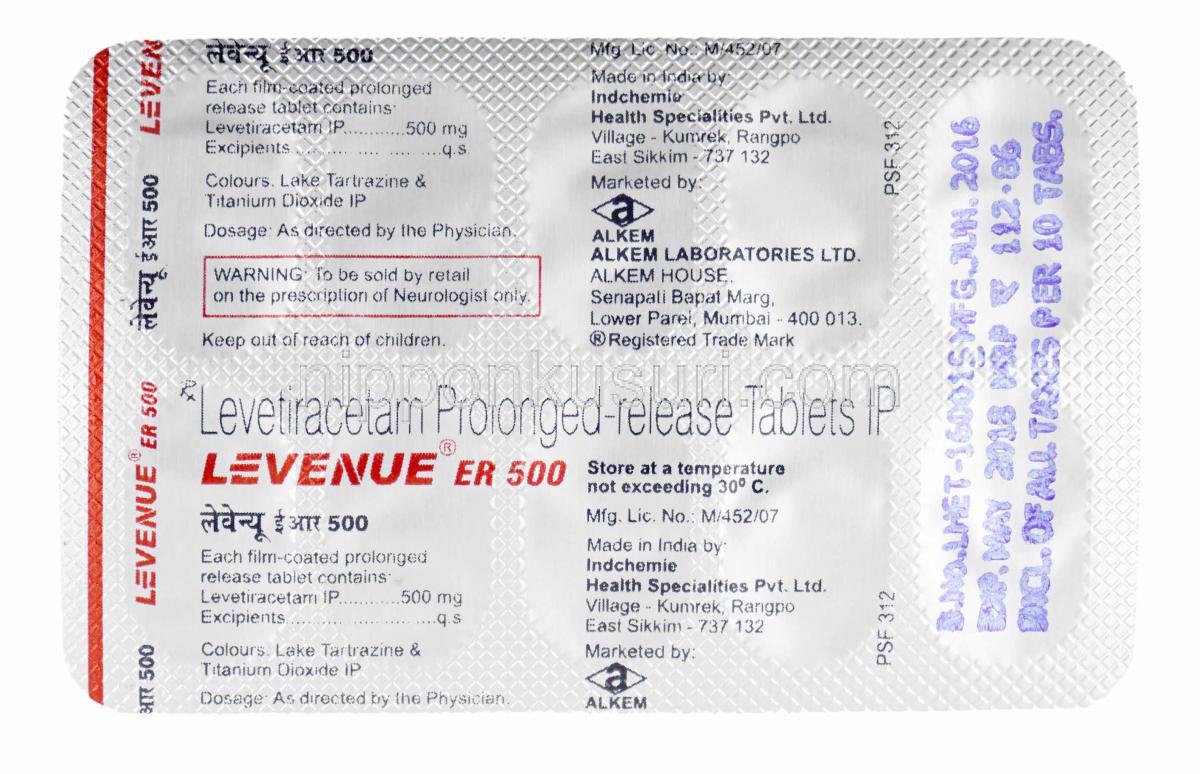 लेवेन्यू ई आर 500
Each film-coated prolonged
release tablet contains:
Levetiracetam IP...........500 mg
Excipients...........................q.s.
Colours: Lake Tartrazine &
Titanium Dioxide IP
Dosage: As directed by the Physician.
WARNING: To be sold by retail
on the prescription of Neurologist only.
Keep out of reach of children.
Mfg. Lic. No.: M/452/07
Made in India by:
Indchemie
Health Specialities Pvt. Ltd.
Village - Kumrek, Rangpo
East Sikkim - 737 132
Marketed by:
a
ALKEM
ALKEM LABORATORIES LTD.
ALKEM HOUSE,
Senapati Bapat Marg,
Lower Parel, Mumbai - 400 013.
®Registered Trade Mark
PSF 312
nipponkusuri.com
Levetiracetam Prolonged-release Tablets IP
LEVENUE® ER 500
लेवेन्यू ई आर 500
Each film-coated prolonged
release tablet contains:
Levetiracetam IP...........500 mg
Excipients...........................q.s
Colours: Lake Tartrazine &
Titanium Dioxide IP
Dosage: As directed by the Physician.
Store at a temperature
not exceeding 30⁰ C.
Mfg. Lic. No.: M/452/07
Made in India by:
Indchemie
Health Specialities Pvt. Ltd.
Village - Kumrek, Rangpo
East Sikkim - 737 132
Marketed by:
a
ALKEM
PSF 312
LEVEN
लेवेन्यू ई आर 500
LEVENUE® ER 500
आर 500
MFG.JUN. 2016
EXP.MAY 2018 MRP ₹ 112.86
INCL.OF ALL TAXES PER 10 TABS.